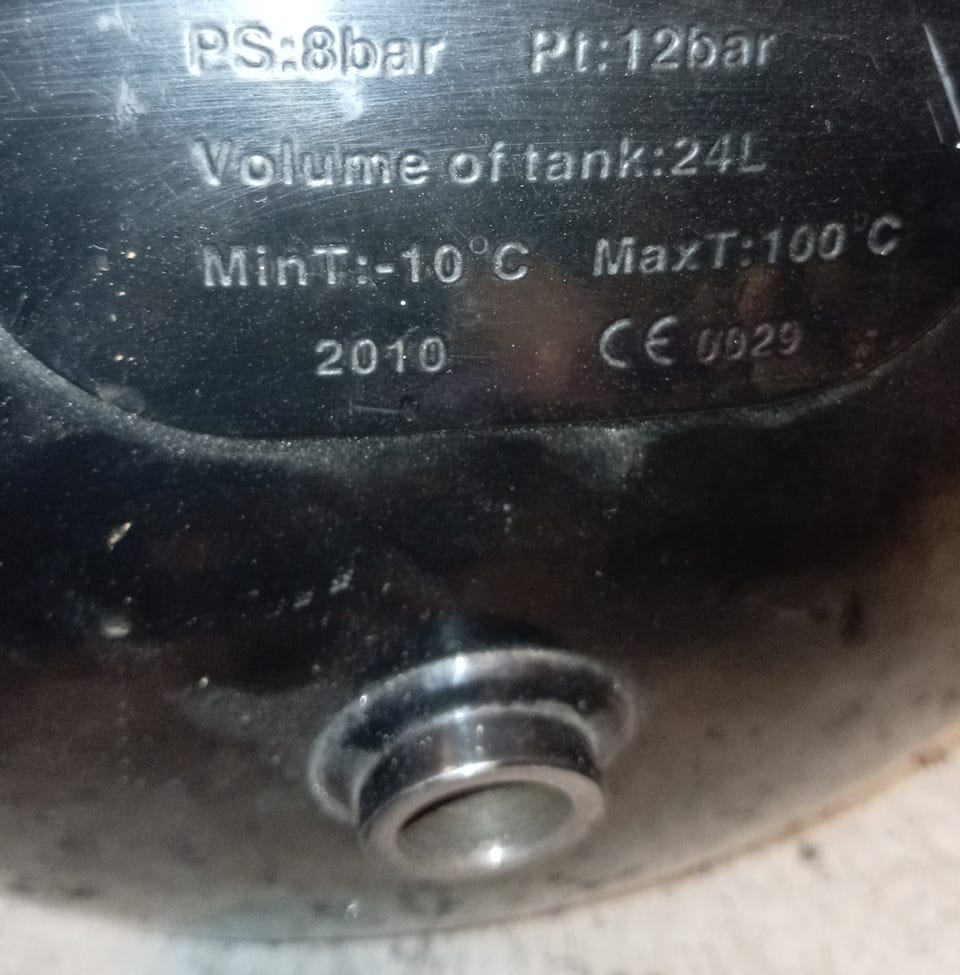 PS:8bar Pt:12bar
Volume of tank:24L
MinT:-10°C MaxT:100°C
2010 CE 0029